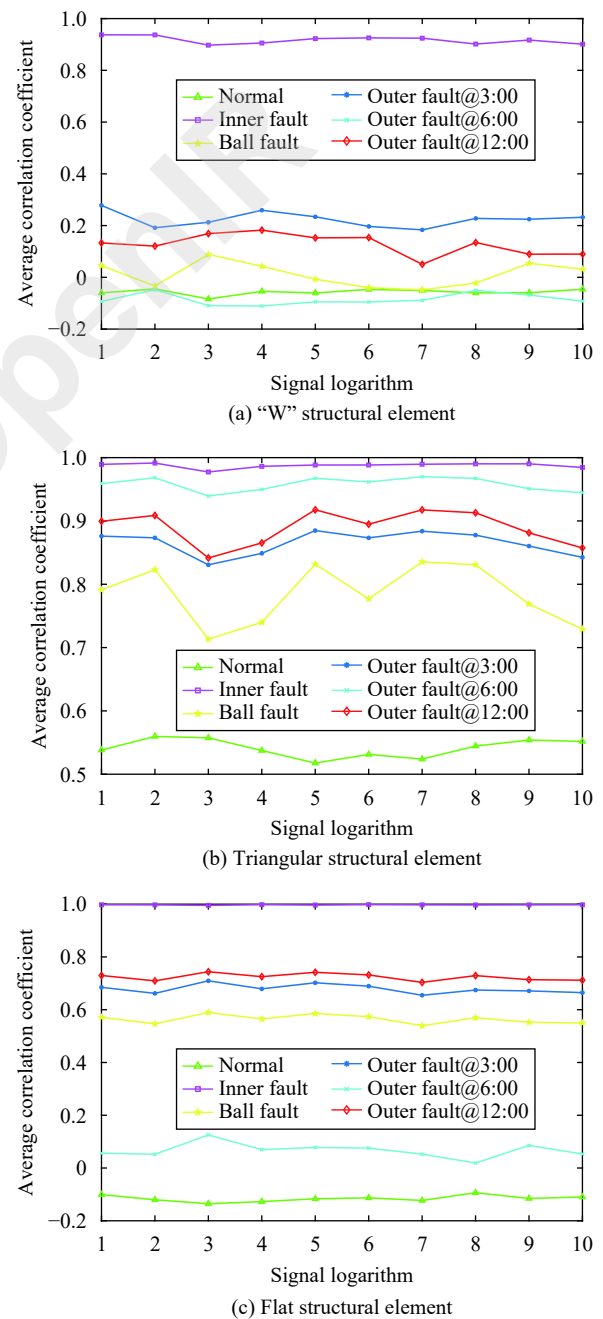 1.0
0.8
0.6
0.4
0.2
0
−0.2
Average correlation coefficient
Normal
Inner fault
Ball fault
Outer fault@3:00
Outer fault@6:00
Outer fault@12:00
1 2 3 4 5 6 7 8 9 10
Signal logarithm
(a) “W” structural element
1.0
0.9
0.8
0.7
0.6
0.5
Average correlation coefficient
Normal
Inner fault
Ball fault
Outer fault@3:00
Outer fault@6:00
Outer fault@12:00
1 2 3 4 5 6 7 8 9 10
Signal logarithm
(b) Triangular structural element
1.0
0.8
0.6
0.4
0.2
0
−0.2
Average correlation coefficient
Normal
Inner fault
Ball fault
Outer fault@3:00
Outer fault@6:00
Outer fault@12:00
1 2 3 4 5 6 7 8 9 10
Signal logarithm
(c) Flat structural element
OpenIR